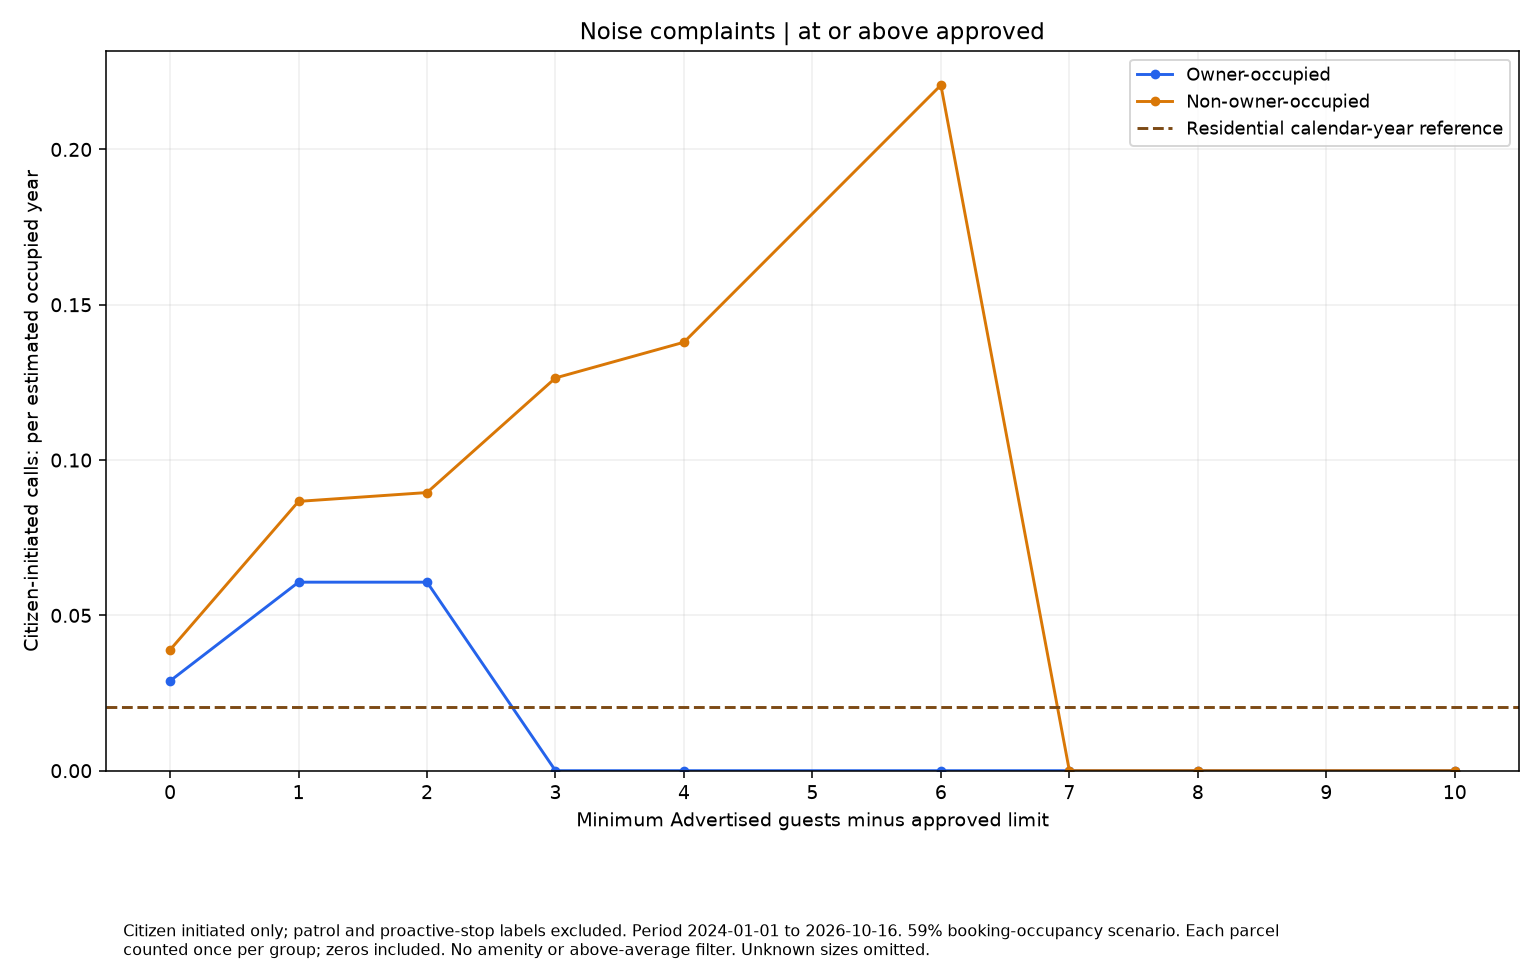 Noise complaints | at or above approved
Owner-occupied
Non-owner-occupied
Residential calendar-year reference
Citizen-initiated calls: per estimated occupied year
0.20
0.15
0.10
0.05
0.00
0 1 2 3 4 5 6 7 8 9 10
Minimum Advertised guests minus approved limit
Citizen initiated only; patrol and proactive-stop labels excluded. Period 2024-01-01 to 2026-10-16. 59% booking-occupancy scenario. Each parcel
counted once per group; zeros included. No amenity or above-average filter. Unknown sizes omitted.